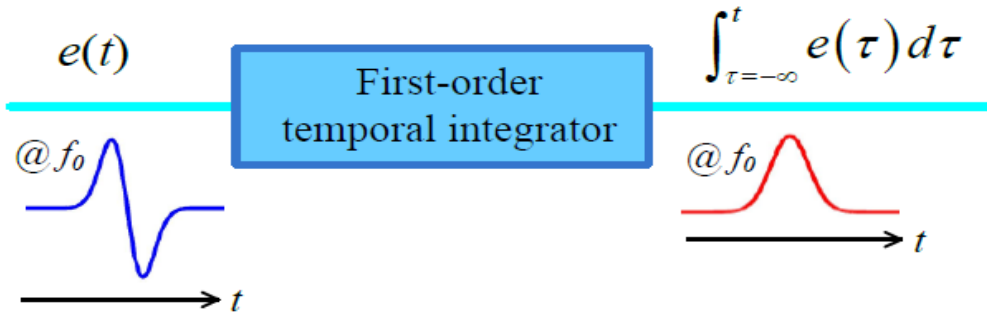 e(t)
First-order
temporal integrator
∫_{τ=-∞}^{t} e(τ)dτ
@ f₀
t
@ f₀
t